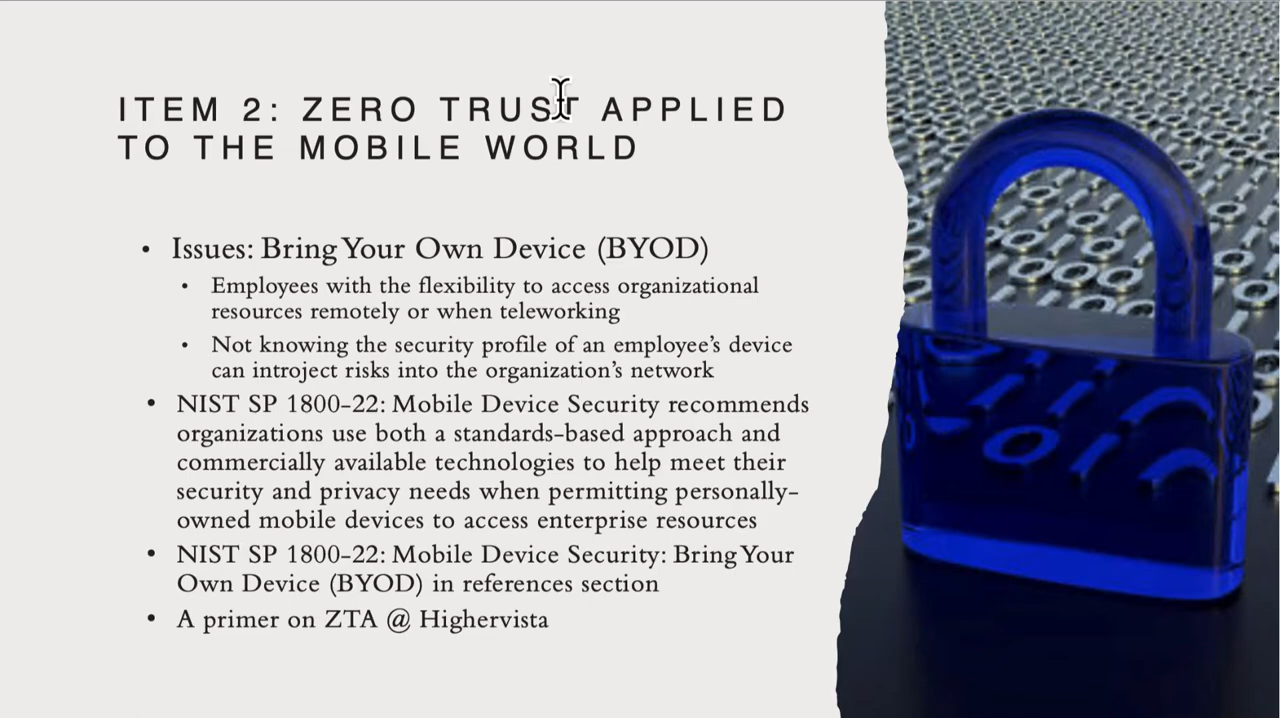 ITEM 2: ZERO TRUST APPLIED
TO THE MOBILE WORLD
• Issues: Bring Your Own Device (BYOD)
• Employees with the flexibility to access organizational
resources remotely or when teleworking
• Not knowing the security profile of an employee's device
can introject risks into the organization's network
• NIST SP 1800-22: Mobile Device Security recommends
organizations use both a standards-based approach and
commercially available technologies to help meet their
security and privacy needs when permitting personally-
owned mobile devices to access enterprise resources
• NIST SP 1800-22: Mobile Device Security: Bring Your
Own Device (BYOD) in references section
• A primer on ZTA @ Highervista